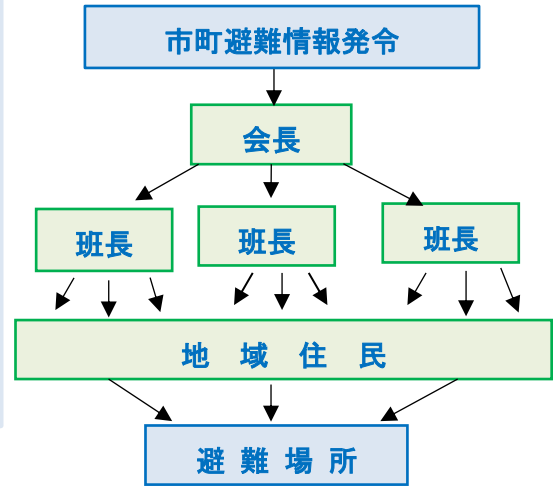 市町避難情報発令
会長
班長 班長 班長
地 域 住 民
避 難 場 所